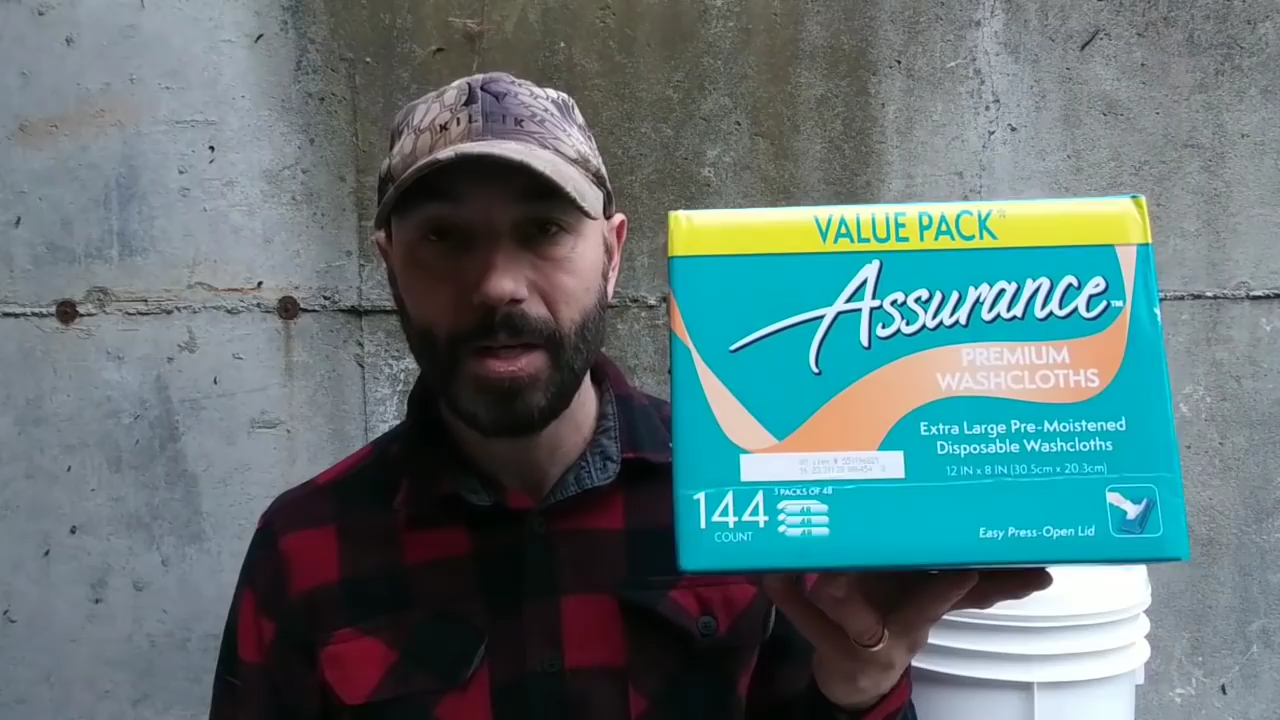 KILLIK
VALUE PACK*
Assurance™
PREMIUM
WASHCLOTHS
Extra Large Pre-Moistened
Disposable Washcloths
12 IN x 8 IN (30.5cm x 20.3cm)
144
COUNT
3 PACKS OF 48
48
48
48
Easy Press-Open Lid